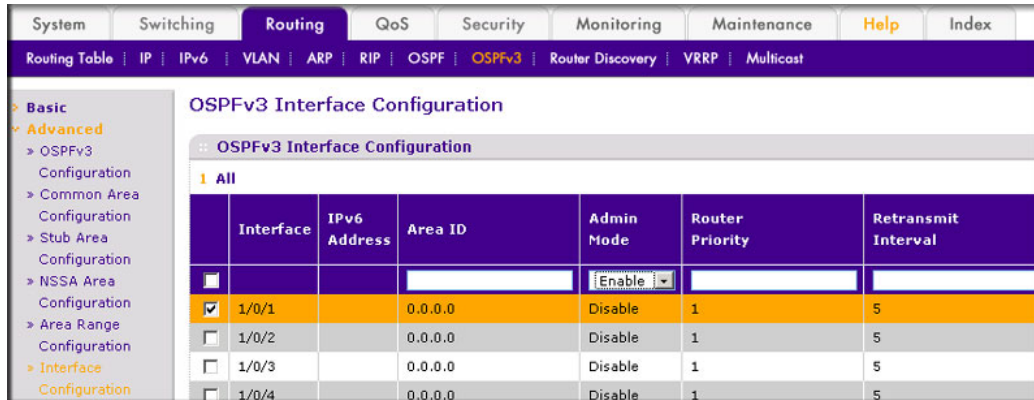 System Switching Routing QoS Security Monitoring Maintenance Help Index
Routing Table IP IPv6 VLAN ARP RIP OSPF OSPFv3 Router Discovery VRRP Multicast
Basic
Advanced
» OSPFv3
Configuration
» Common Area
Configuration
» Stub Area
Configuration
» NSSA Area
Configuration
» Area Range
Configuration
» Interface
Configuration
OSPFv3 Interface Configuration
OSPFv3 Interface Configuration
1 All
Interface IPv6 Address Area ID Admin Mode Router Priority Retransmit Interval
Enable
1/0/1 0.0.0.0 Disable 1 5
1/0/2 0.0.0.0 Disable 1 5
1/0/3 0.0.0.0 Disable 1 5
1/0/4 0.0.0.0 Disable 1 5